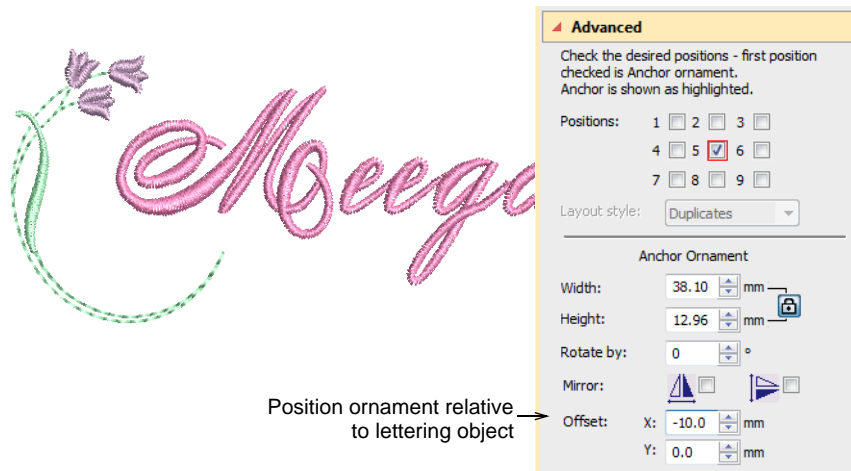 Advanced
Check the desired positions - first position
checked is Anchor ornament.
Anchor is shown as highlighted.
Positions: 1 2 3
4 5 6
7 8 9
Layout style: Duplicates
Anchor Ornament
Width: 38.10 mm
Height: 12.96 mm
Rotate by: 0 °
Mirror:
Offset: X: -10.0 mm
Y: 0.0 mm
Meega
Position ornament relative
to lettering object